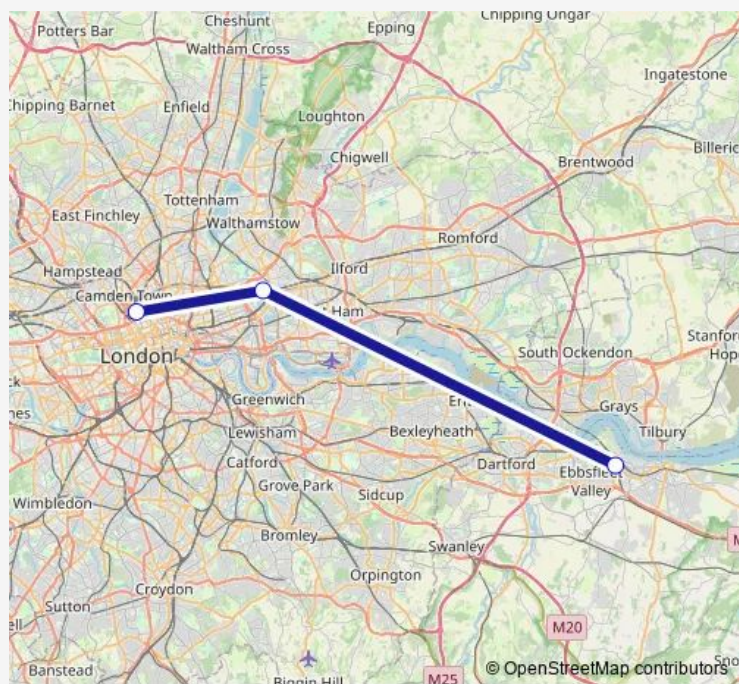 Cheshunt
Chipping Ongar
Potters Bar
Epping
Waltham Cross
Ingatestone
Chipping Barnet
Enfield
Loughton
Billeric
Chigwell
Brentwood
Tottenham
East Finchley
Walthamstow
Romford
Hampstead
Ilford
Camden Town
Ham
London
South Ockendon
Stanford
Hope
Greenwich
Grays
Lewisham
Bexleyheath
Tilbury
Catford
Dartford
Ebbsfleet
Valley
Grove Park
Sidcup
Wimbledon
Bromley
Swanley
Orpington
Croydon
Sutton
M20
Banstead
Biggin Hill
M25
© OpenStreetMap contributors